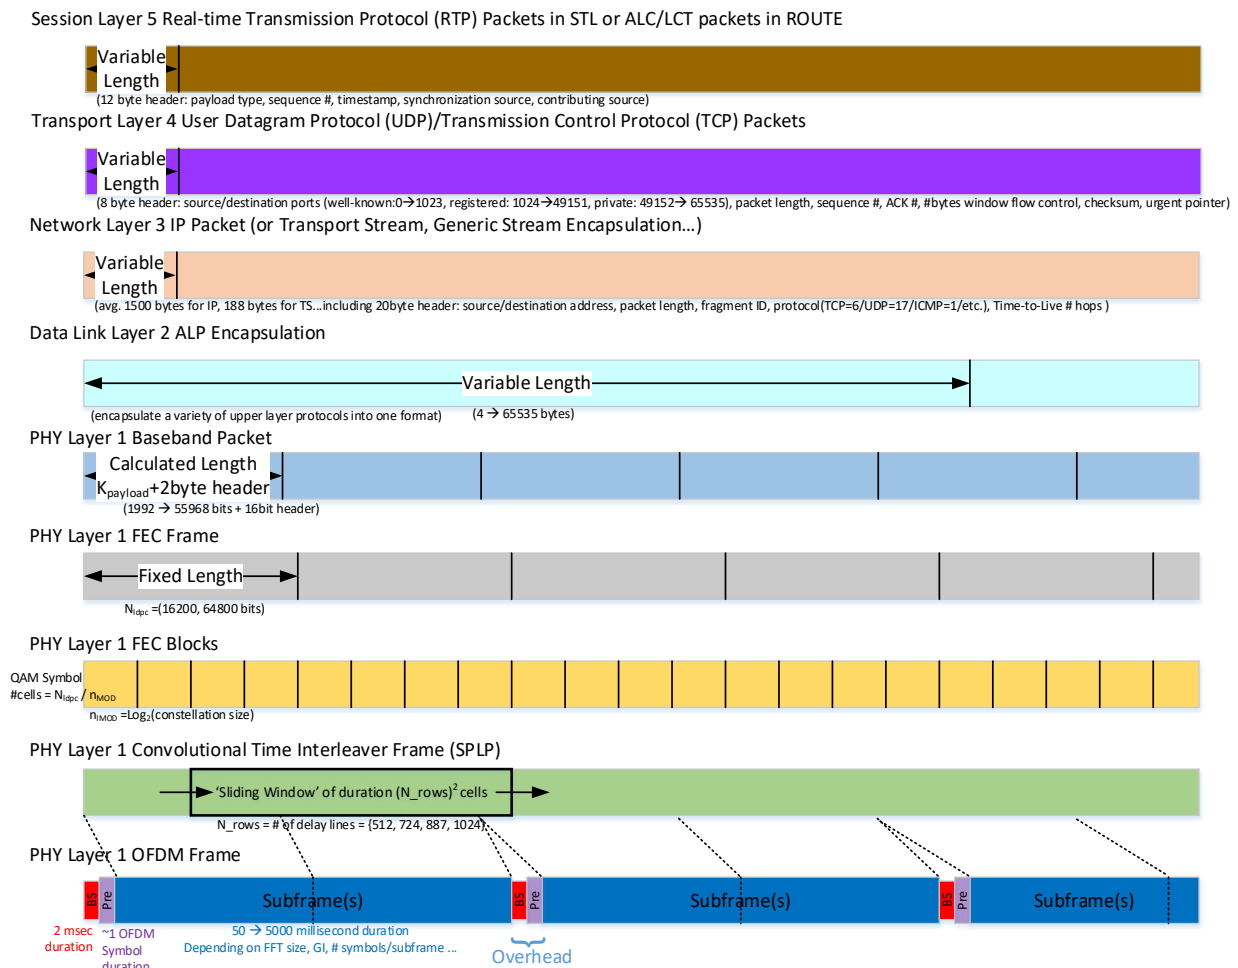 Session Layer 5 Real-time Transmission Protocol (RTP) Packets in STL or ALC/LCT packets in ROUTE
Variable
Length
(12 byte header: payload type, sequence #, timestamp, synchronization source, contributing source)
Transport Layer 4 User Datagram Protocol (UDP)/Transmission Control Protocol (TCP) Packets
Variable
Length
(8 byte header: source/destination ports (well-known:0→1023, registered: 1024→49151, private: 49152→ 65535), packet length, sequence #, ACK #, #bytes window flow control, checksum, urgent pointer)
Network Layer 3 IP Packet (or Transport Stream, Generic Stream Encapsulation…)
Variable
Length
(avg. 1500 bytes for IP, 188 bytes for TS...including 20byte header: source/destination address, packet length, fragment ID, protocol(TCP=6/UDP=17/ICMP=1/etc.), Time-to-Live # hops )
Data Link Layer 2 ALP Encapsulation
Variable Length
(encapsulate a variety of upper layer protocols into one format)
(4 → 65535 bytes)
PHY Layer 1 Baseband Packet
Calculated Length
Kpayload+2byte header
(1992 → 55968 bits + 16bit header)
PHY Layer 1 FEC Frame
Fixed Length
Nldpc =(16200, 64800 bits)
PHY Layer 1 FEC Blocks
QAM Symbol
#cells = Nldpc / nMOD
nIMOD =Log2(constellation size)
PHY Layer 1 Convolutional Time Interleaver Frame (SPLP)
‘Sliding Window’ of duration (N_rows)² cells
N_rows = # of delay lines = {512, 724, 887, 1024}
PHY Layer 1 OFDM Frame
BS
Pre
Subframe(s)
BS
Pre
Subframe(s)
BS
Pre
Subframe(s)
2 msec
duration
~1 OFDM
Symbol
duration
50 → 5000 millisecond duration
Depending on FFT size, GI, # symbols/subframe ...
Overhead